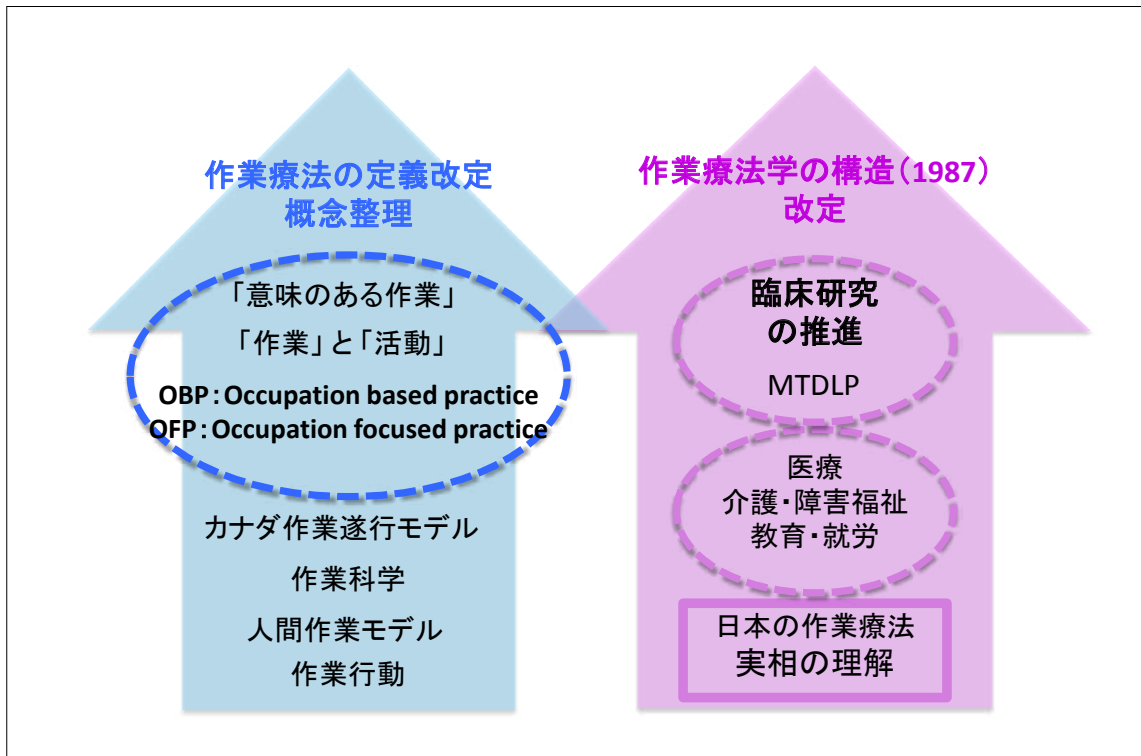 作業療法の定義改定
概念整理
「意味のある作業」
「作業」と「活動」
OBP：Occupation based practice
OFP：Occupation focused practice
カナダ作業遂行モデル
作業科学
人間作業モデル
作業行動
作業療法学の構造（1987）
改定
臨床研究
の推進
MTDLP
医療
介護・障害福祉
教育・就労
日本の作業療法
実相の理解